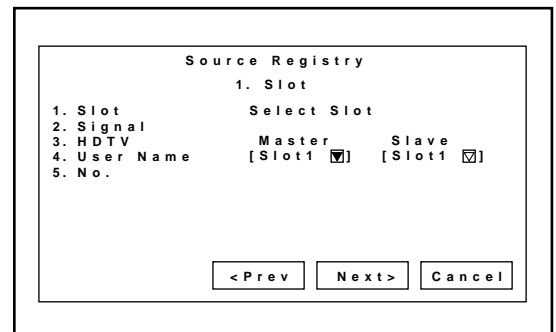 Source Registry
1. Slot
1. Slot
2. Signal
3. HDTV
4. User Name
5. No.
Select Slot
Master Slave
[Slot1 ▼] [Slot1 ▽]
<Prev Next> Cancel